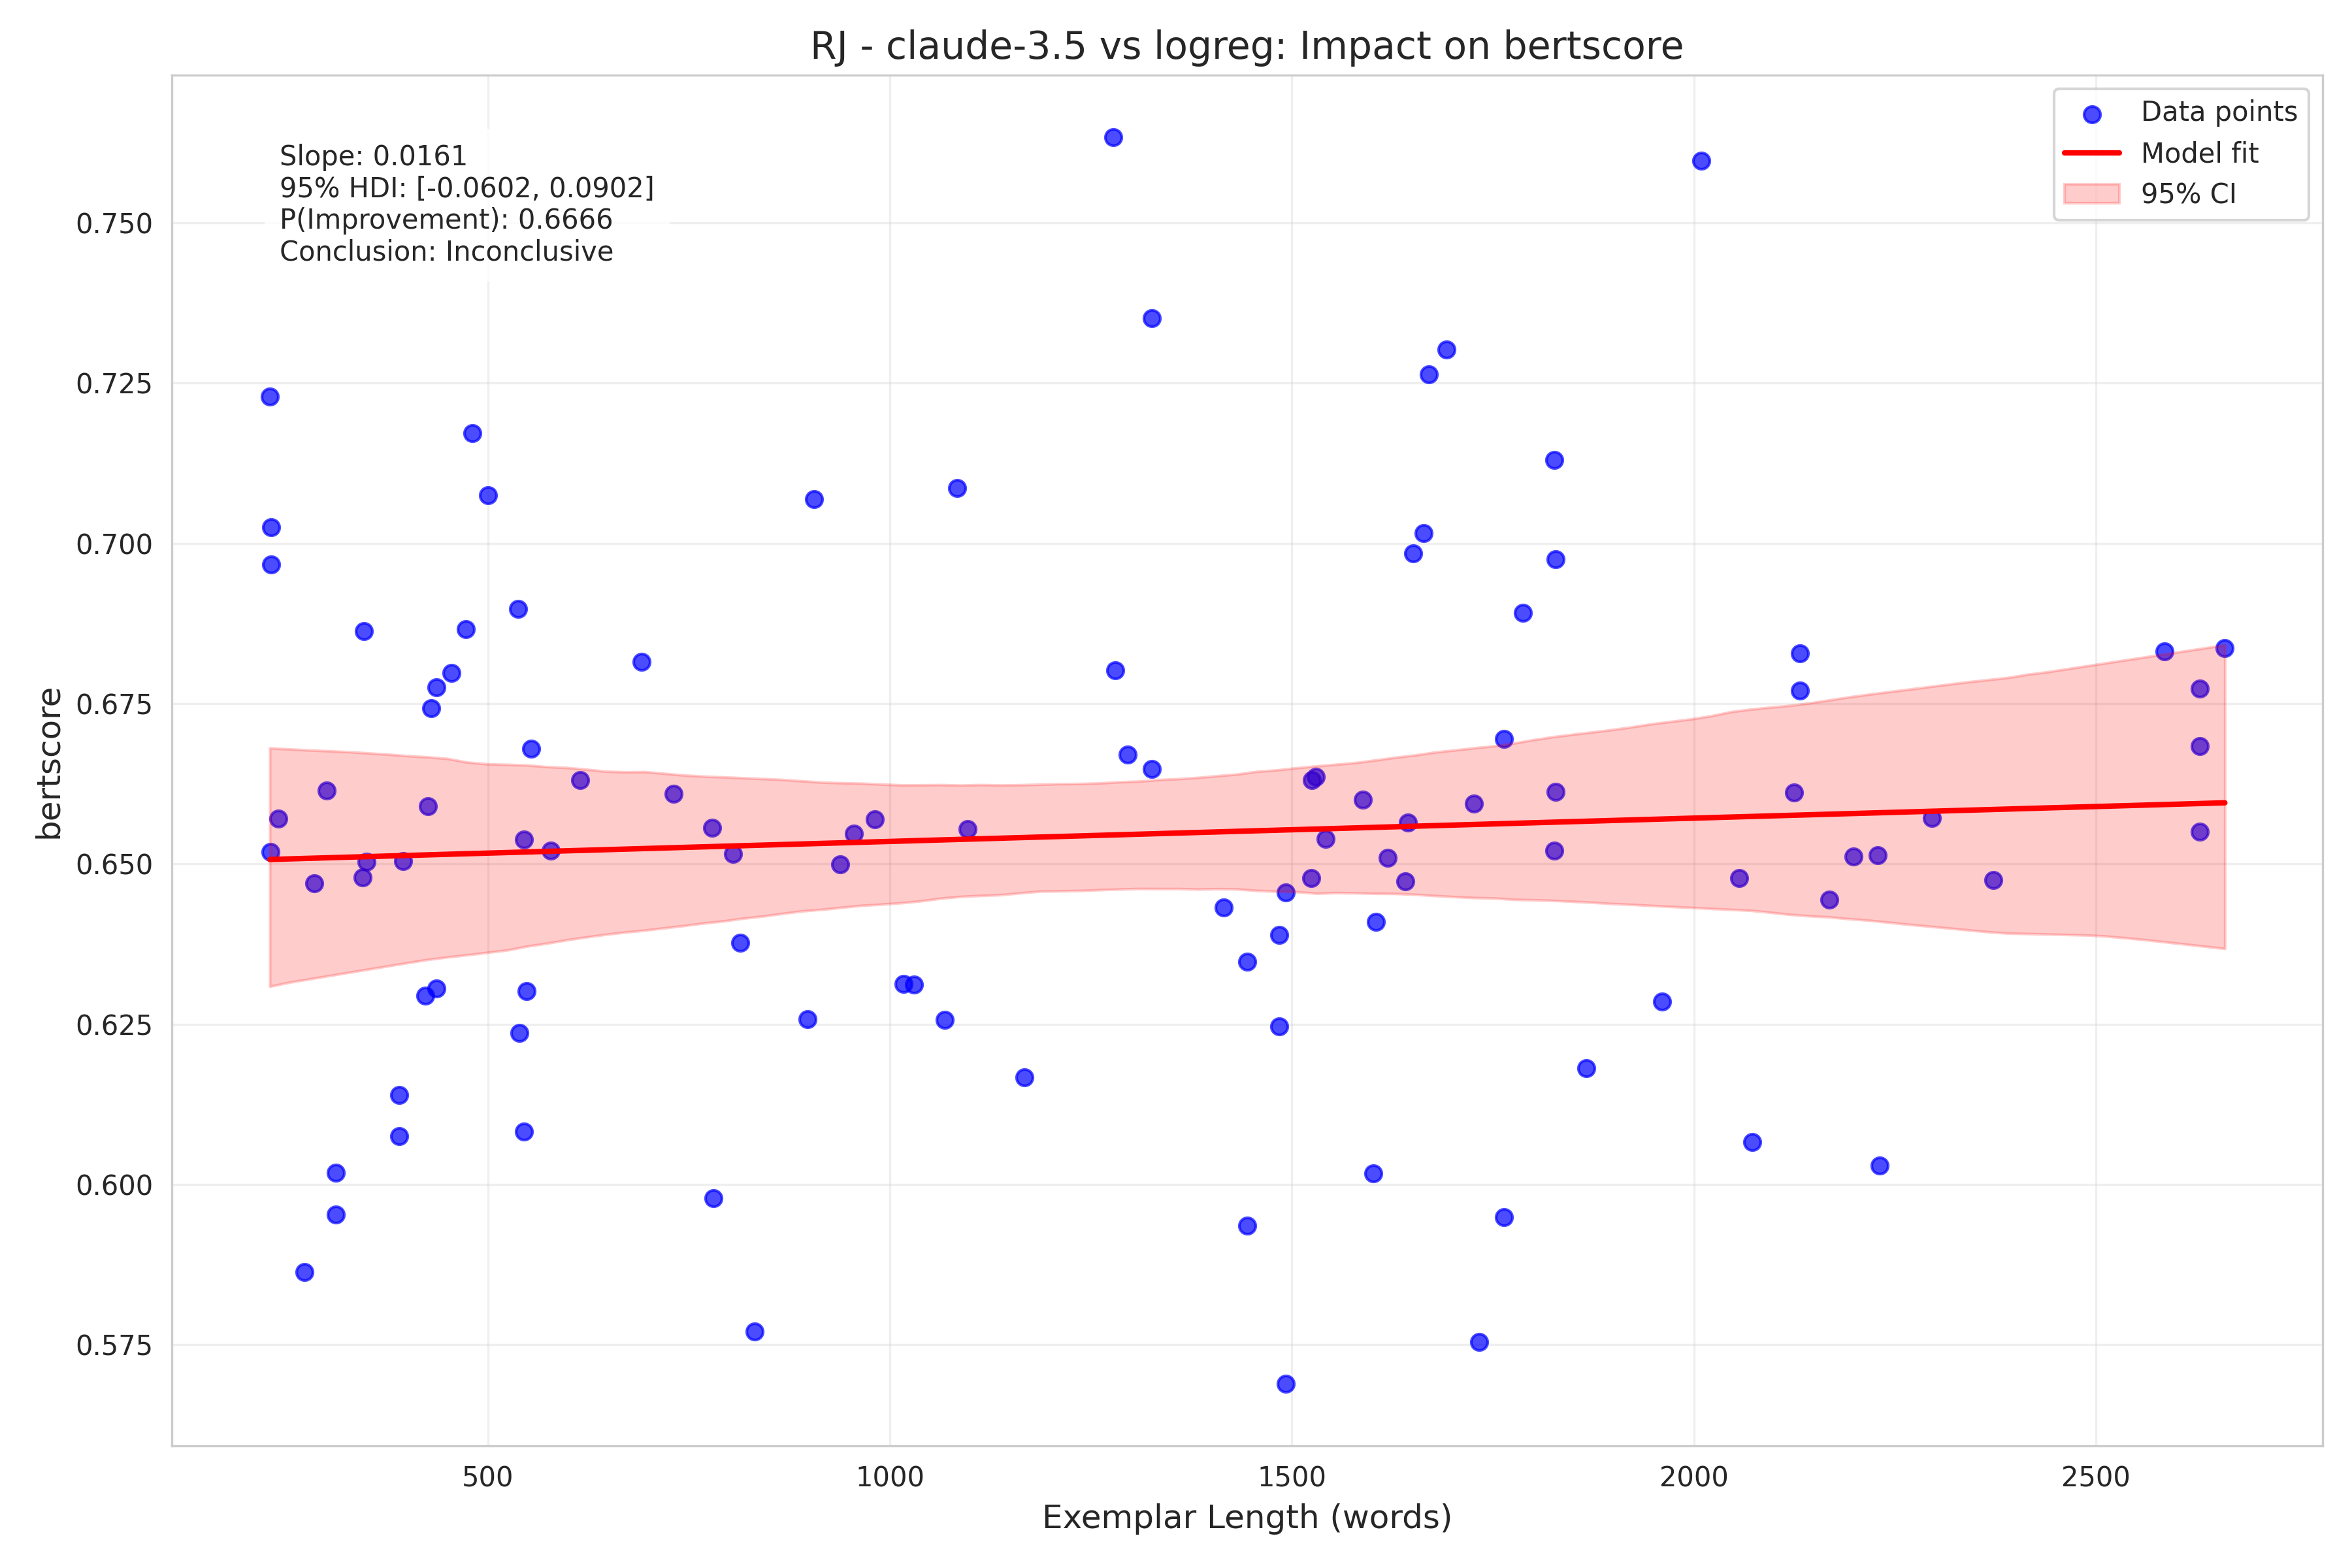 RJ - claude-3.5 vs logreg: Impact on bertscore
Slope: 0.0161
95% HDI: [-0.0602, 0.0902]
P(Improvement): 0.6666
Conclusion: Inconclusive
Data points
Model fit
95% CI
bertscore
0.750
0.725
0.700
0.675
0.650
0.625
0.600
0.575
500
1000
1500
2000
2500
Exemplar Length (words)